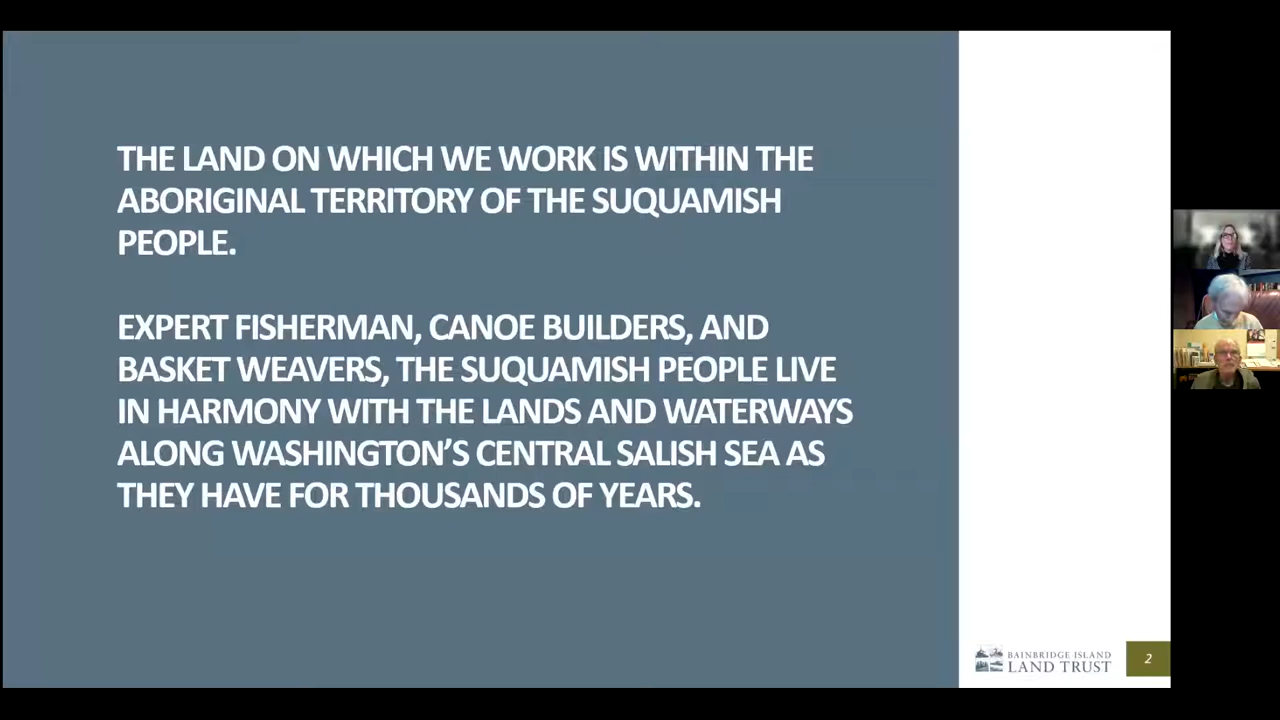 THE LAND ON WHICH WE WORK IS WITHIN THE
ABORIGINAL TERRITORY OF THE SUQUAMISH
PEOPLE.
EXPERT FISHERMAN, CANOE BUILDERS, AND
BASKET WEAVERS, THE SUQUAMISH PEOPLE LIVE
IN HARMONY WITH THE LANDS AND WATERWAYS
ALONG WASHINGTON'S CENTRAL SALISH SEA AS
THEY HAVE FOR THOUSANDS OF YEARS.
BAINBRIDGE ISLAND
LAND TRUST
2